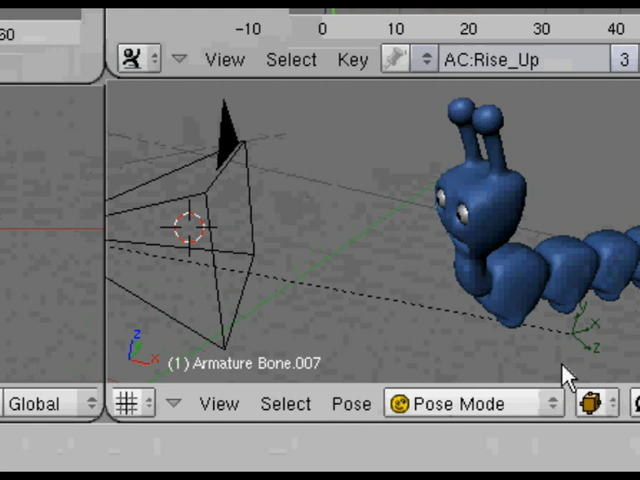 60 -10 0 10 20 30 40
View Select Key AC:Rise_Up 3
z
x
y
x
z
(1) Armature Bone.007
Global View Select Pose Pose Mode